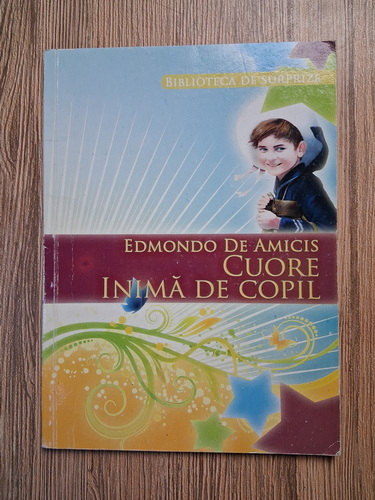 BIBLIOTECA DE SURPRIZE
EDMONDO DE AMICIS
CUORE
INIMĂ DE COPIL